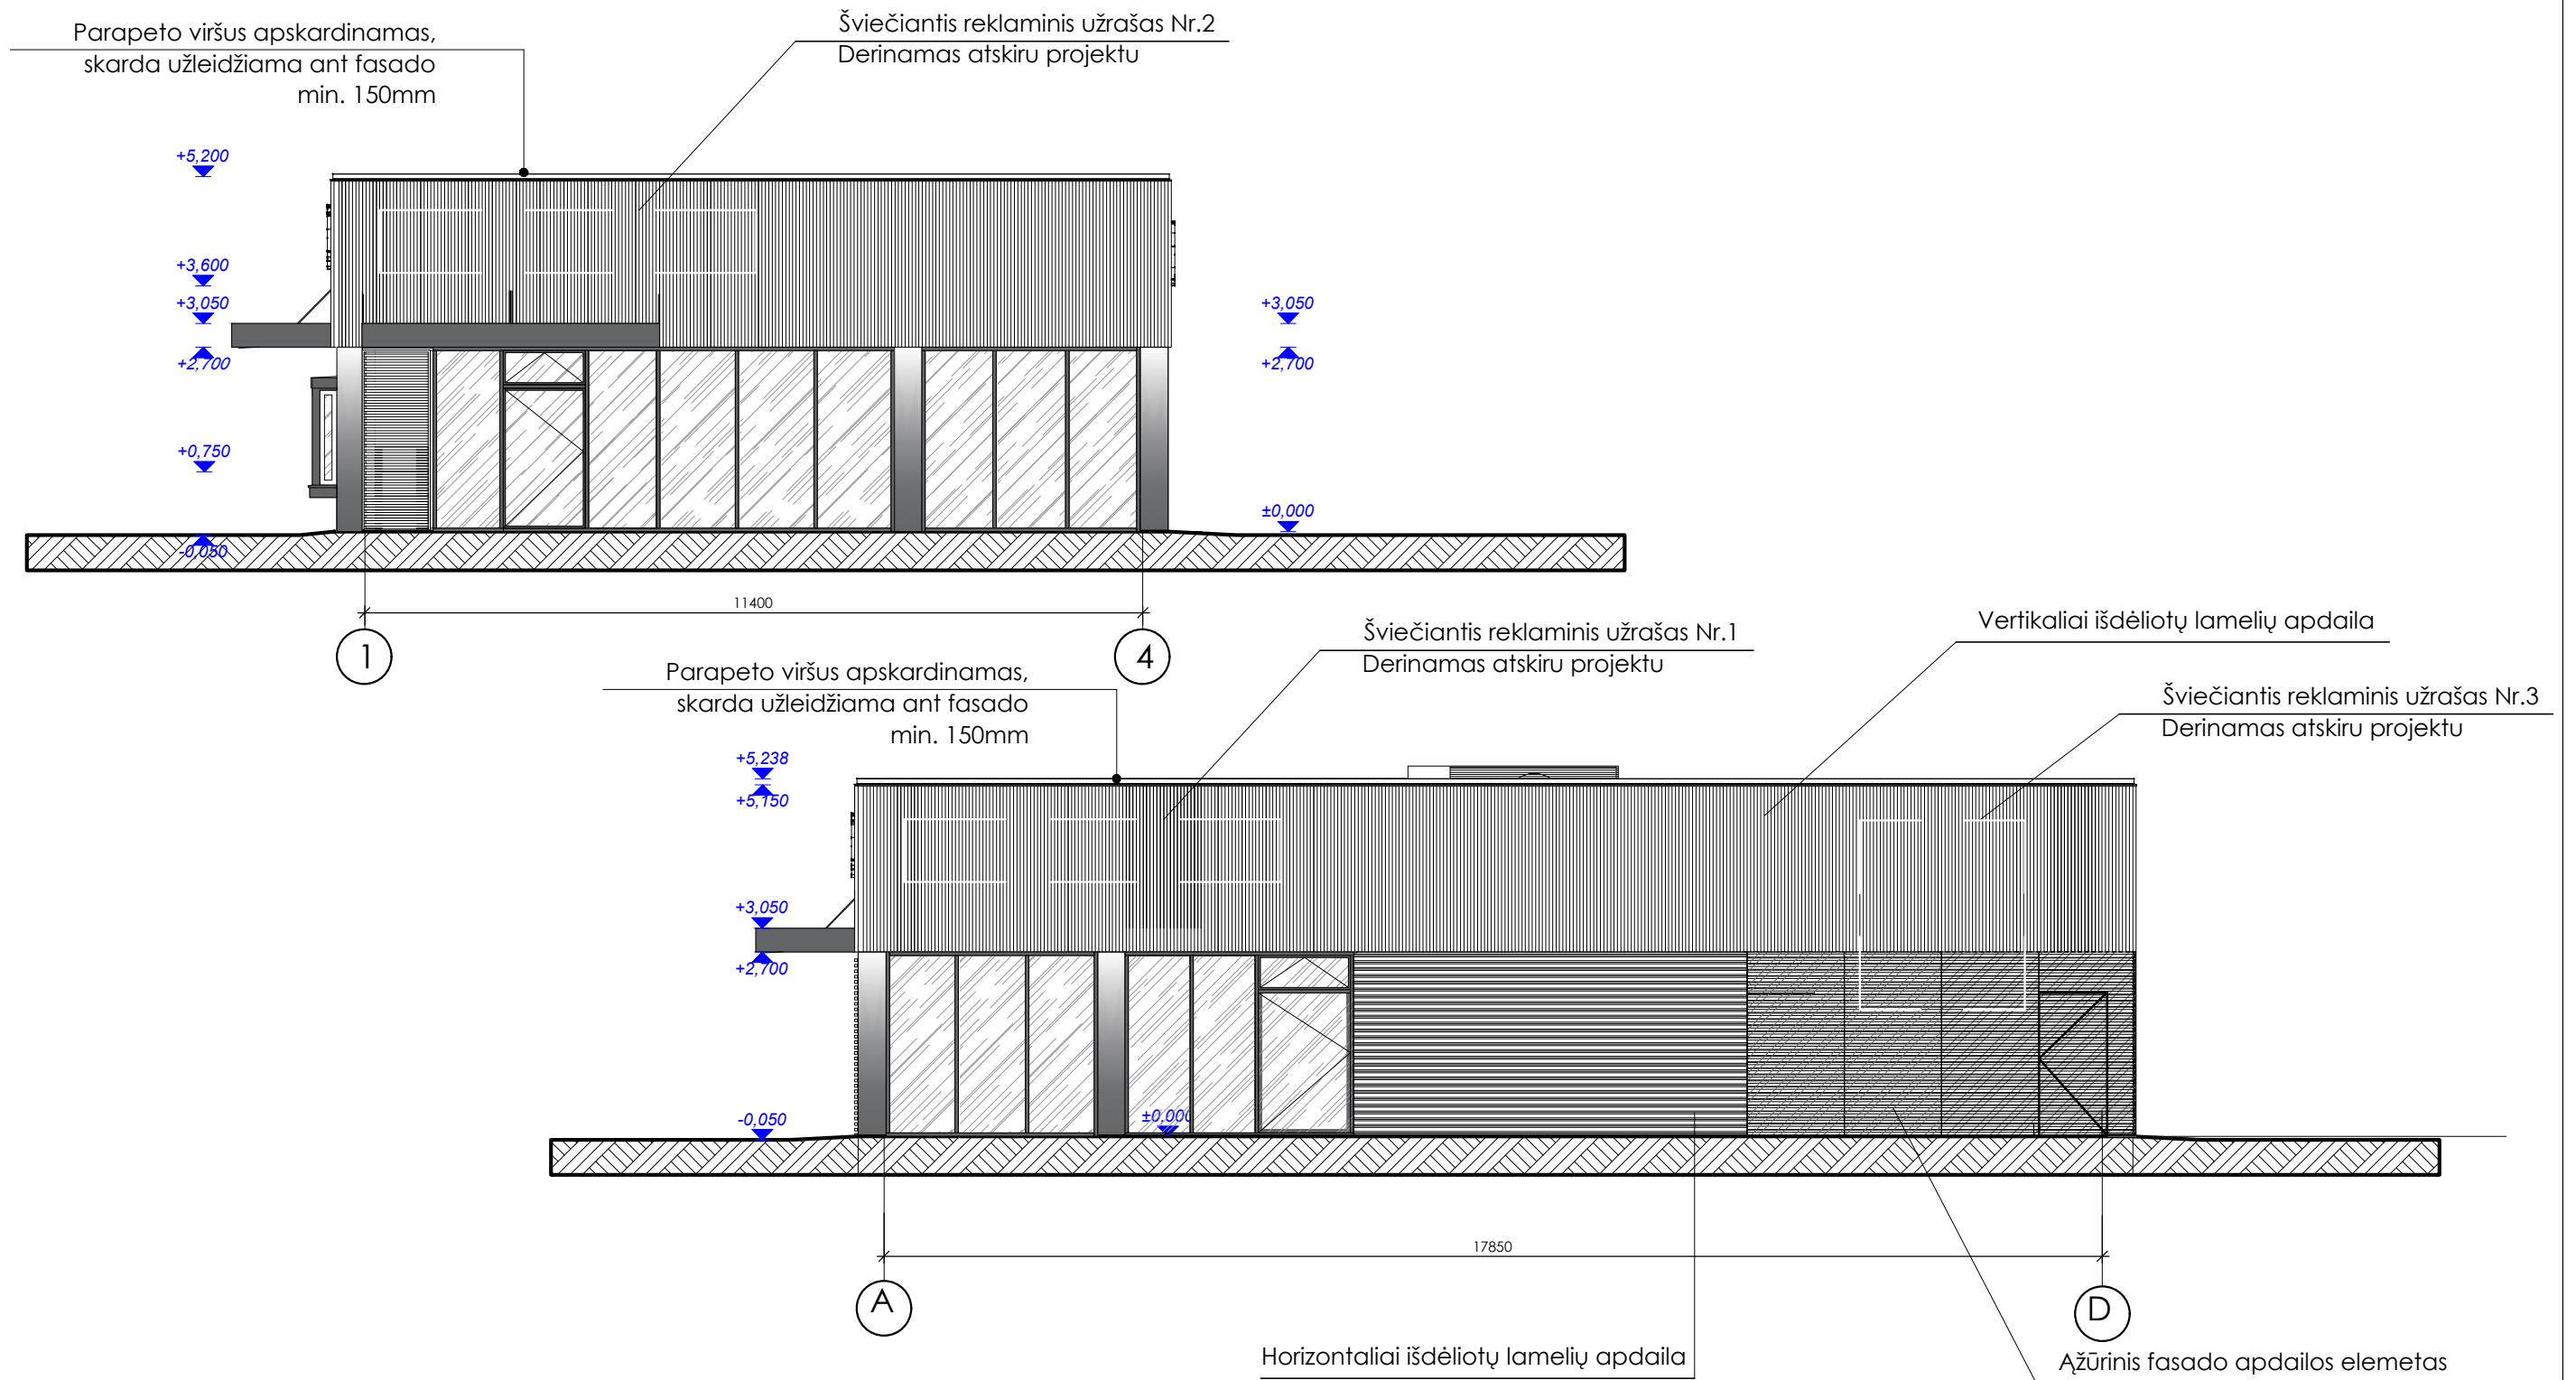 Parapeto viršus apskardinamas,
skarda užleidžiama ant fasado
min. 150mm
Šviečiantis reklaminis užrašas Nr.2
Derinamas atskiru projektu
+5,200
+3,600
+3,050
+2,700
+0,750
-0,050
+3,050
+2,700
±0,000
11400
1
4
Parapeto viršus apskardinamas,
skarda užleidžiama ant fasado
min. 150mm
Šviečiantis reklaminis užrašas Nr.1
Derinamas atskiru projektu
Vertikaliai išdėliotų lamelių apdaila
Šviečiantis reklaminis užrašas Nr.3
Derinamas atskiru projektu
+5,238
+5,150
+3,050
+2,700
-0,050
±0,000
17850
A
D
Horizontaliai išdėliotų lamelių apdaila
Ąžūrinis fasado apdailos elemetas